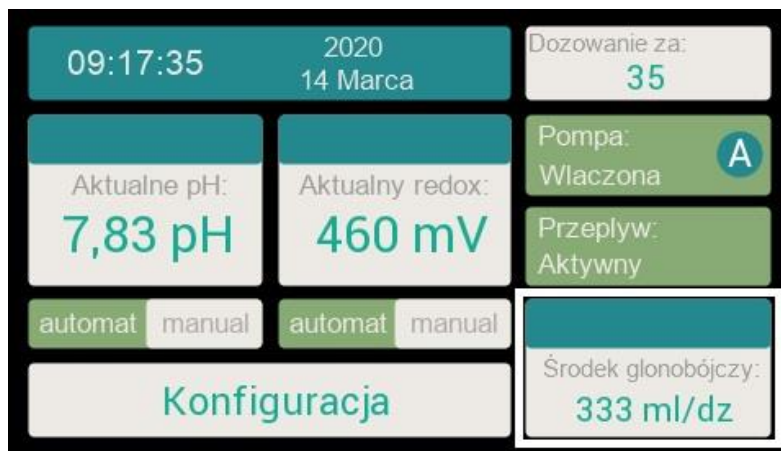 09:17:35
2020
14 Marca
Dozowanie za:
35
Aktualne pH:
7,83 pH
Aktualny redox:
460 mV
Pompa:
Wlaczona
A
Przeplyw:
Aktywny
automat manual
automat manual
Konfiguracja
Środek glonobójczy:
333 ml/dz